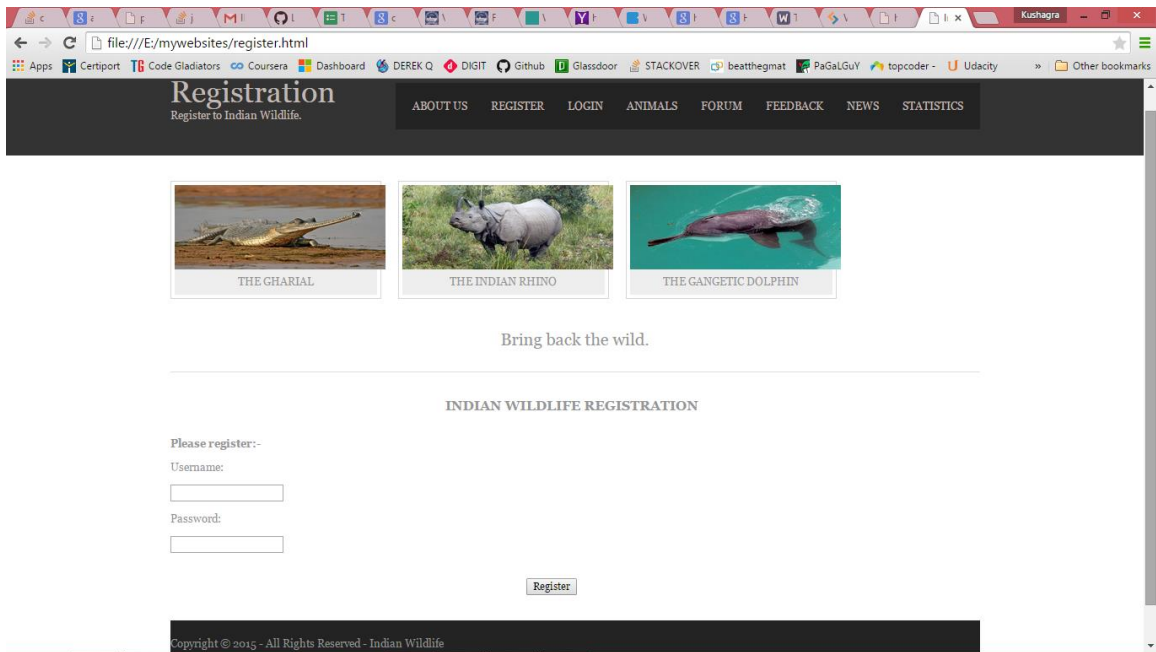 Kushagra
file:///E:/mywebsites/register.html
Apps Certiport Code Gladiators Coursera Dashboard DEREK Q DIGIT Github Glassdoor STACKOVER beatthegmat PaGaLGuY topcoder - Udacity » Other bookmarks
Registration
Register to Indian Wildlife.
ABOUT US REGISTER LOGIN ANIMALS FORUM FEEDBACK NEWS STATISTICS
THE GHARIAL THE INDIAN RHINO THE GANGETIC DOLPHIN
Bring back the wild.
INDIAN WILDLIFE REGISTRATION
Please register:-
Username:
Password:
Register
Copyright © 2015 - All Rights Reserved - Indian Wildlife